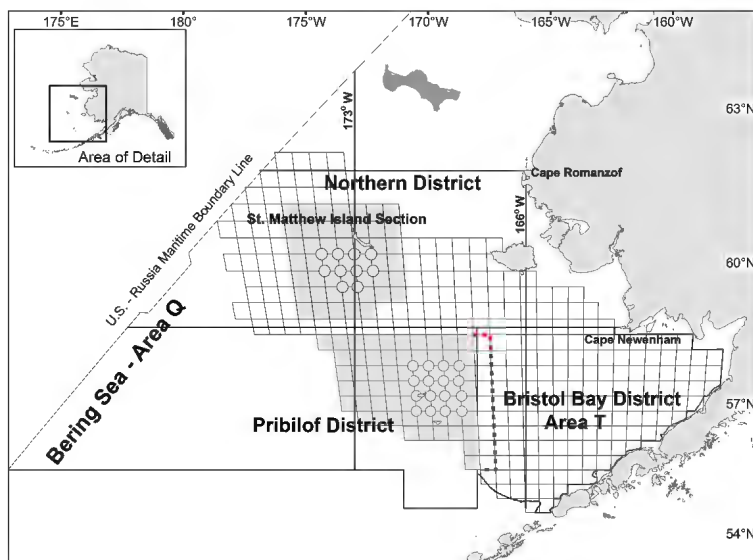 175°E
180°
175°W
170°W
165°W
160°W
63°N
60°N
57°N
54°N
Area of Detail
U.S. - Russia Maritime Boundary Line
173° W
166° W
Northern District
Cape Romanzof
St. Matthew Island Section
Bering Sea - Area Q
Cape Newenham
Bristol Bay District
Area T
Pribilof District